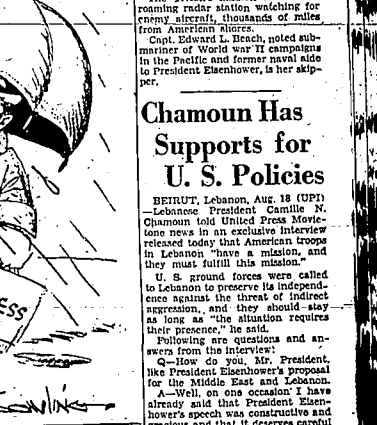 roaming radar station watching for
enemy aircraft, thousands of miles
from American shores.
Capt. Edward L. Beach, noted sub-
mariner of World war II campaigns
in the Pacific and former naval aide
to President Eisenhower, is her skip-
per.
Chamoun Has
Supports for
U. S. Policies
BEIRUT, Lebanon, Aug. 18 (UPI)
—Lebanese President Camille N.
Chamoun told United Press Movie-
tone news in an exclusive interview
released today that American troops
in Lebanon "have a mission, and
they must fulfill this mission."
U. S. ground forces were called
to Lebanon to preserve its independ-
ence against the threat of indirect
aggression, and they should stay
as long as "the situation requires
their presence," he said.
Following are questions and an-
swers from the interview:
Q—How do you, Mr. President,
like President Eisenhower's proposal
for the Middle East and Lebanon.
A—Well, on one occasion I have
already said that President Eisen-
hower's speech was constructive and
gracious and that it deserves careful
ESS